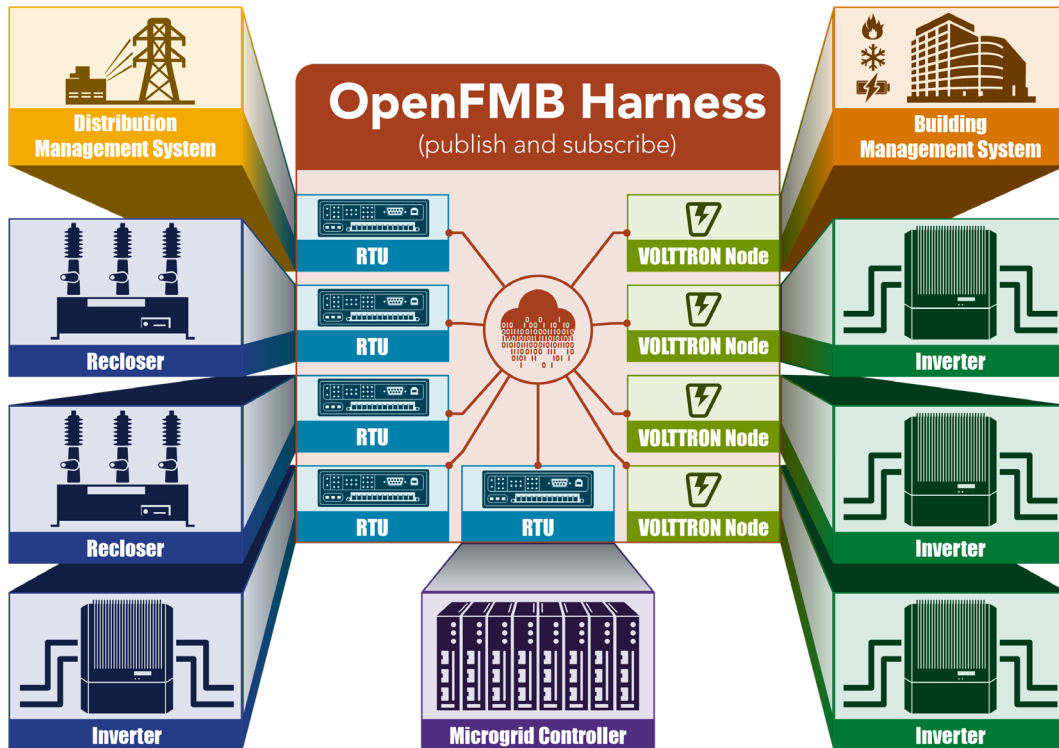 Distribution
Management System
OpenFMB Harness
(publish and subscribe)
Building
Management System
RTU
VOLTTRON Node
Recloser
RTU
VOLTTRON Node
Inverter
RTU
VOLTTRON Node
Recloser
RTU
RTU
VOLTTRON Node
Inverter
Inverter
Microgrid Controller
Inverter